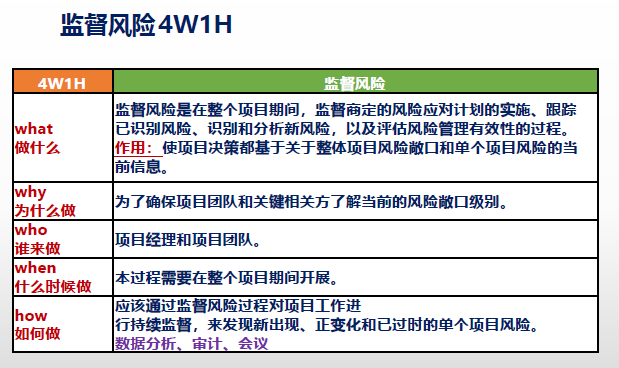 监督风险4W1H
4W1H
监督风险
what
做什么
监督风险是在整个项目期间，监督商定的风险应对计划的实施、跟踪
已识别风险、识别和分析新风险，以及评估风险管理有效性的过程。
作用：使项目决策都基于关于整体项目风险敞口和单个项目风险的当
前信息。
why
为什么做
为了确保项目团队和关键相关方了解当前的风险敞口级别。
who
谁来做
项目经理和项目团队。
when
什么时候做
本过程需要在整个项目期间开展。
how
如何做
应该通过监督风险过程对项目工作进
行持续监督，来发现新出现、正变化和已过时的单个项目风险。
数据分析、审计、会议